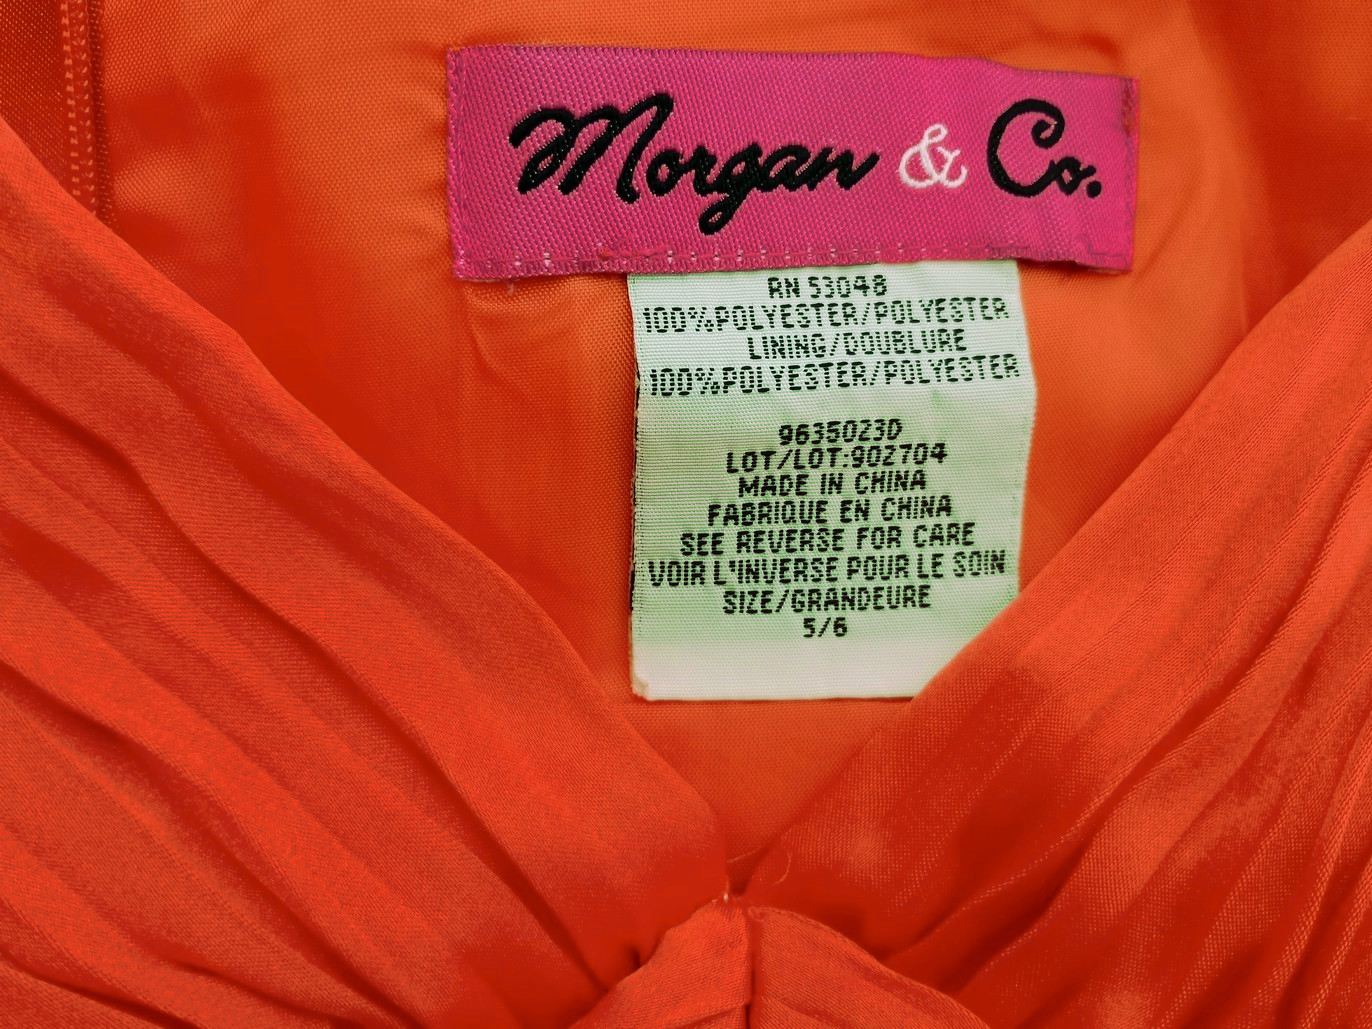 Morgan & Co.
RN 53048
100%POLYESTER/POLYESTER
LINING/DOUBLURE
100%POLYESTER/POLYESTER
9635023D
LOT/LOT:902704
MADE IN CHINA
FABRIQUE EN CHINA
SEE REVERSE FOR CARE
VOIR L'INVERSE POUR LE SOIN
SIZE/GRANDEURE
5/6